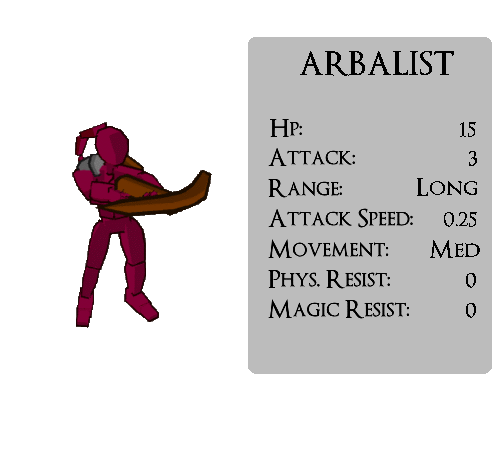 ARBALIST
HP: 15
ATTACK: 3
RANGE: LONG
ATTACK SPEED: 0.25
MOVEMENT: MED
PHYS. RESIST: 0
MAGIC RESIST: 0